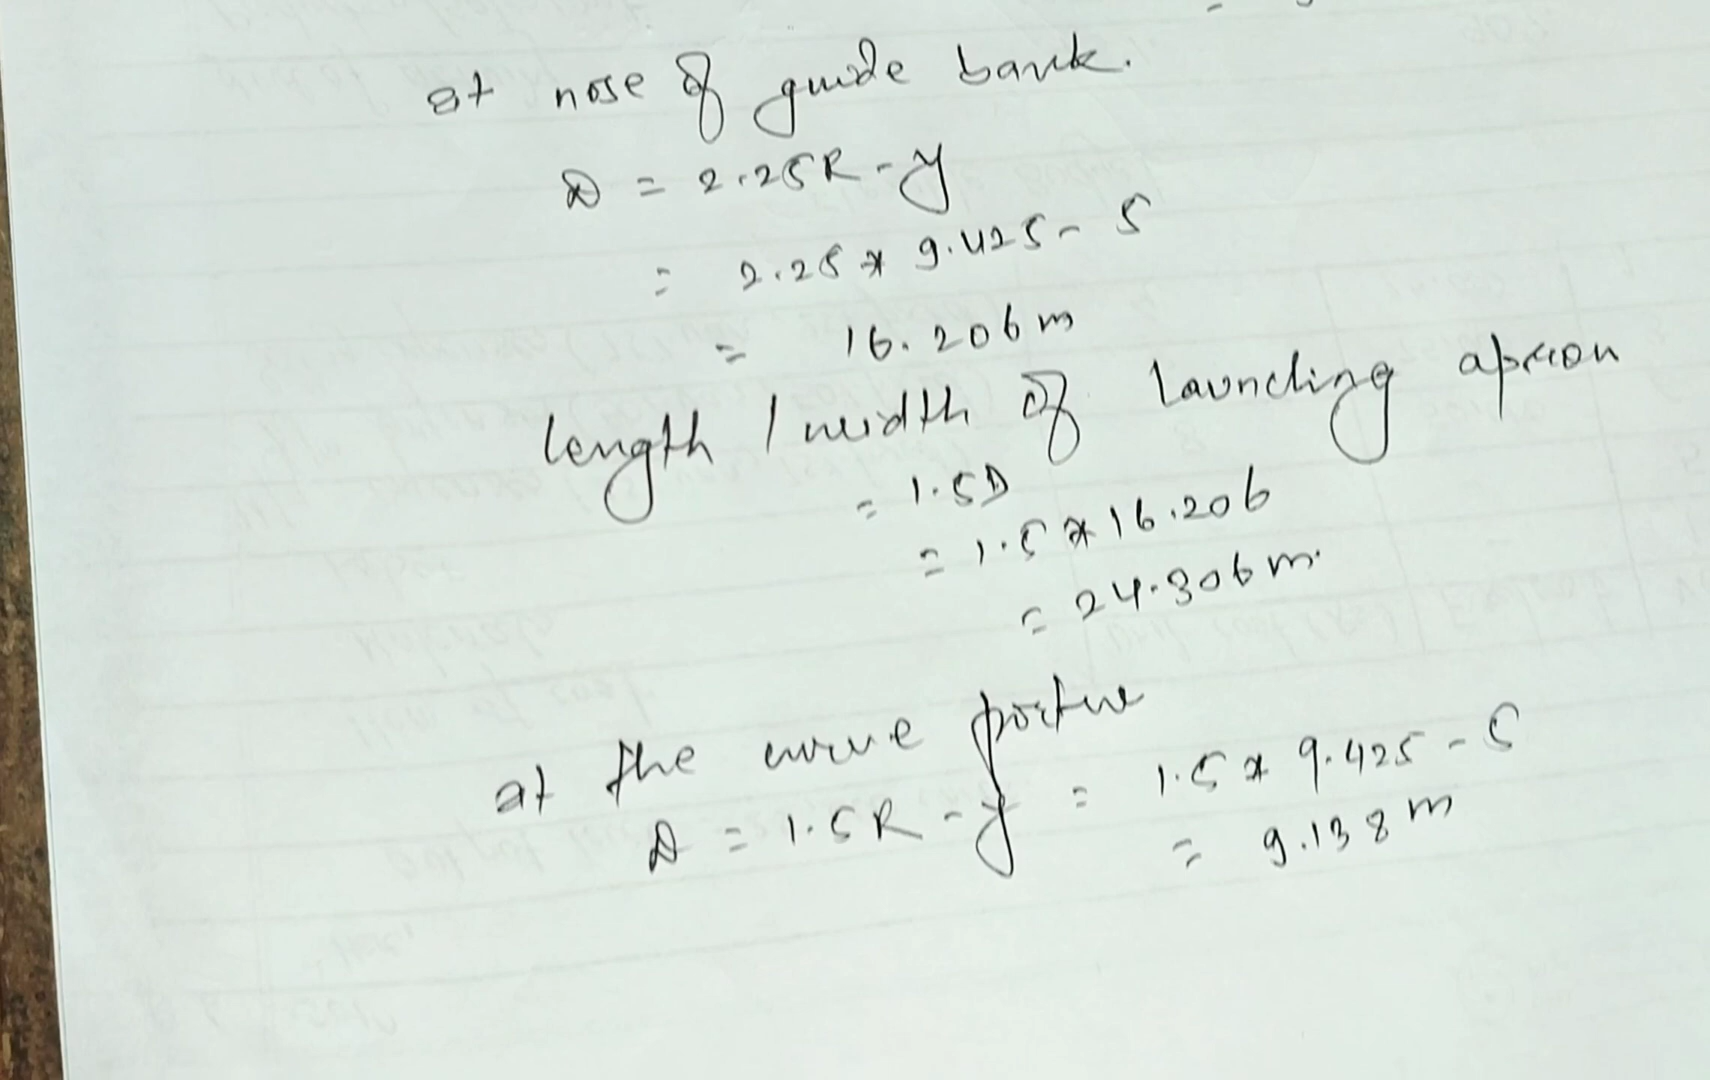 at nose of guide bank.
D = 2.25R - y
= 2.25 * 9.425 - 5
= 16.206 m
length / width of launching apron
= 1.5D
= 1.5 * 16.206
= 24.306 m.
at the curve portion
D = 1.5R - y = 1.5 * 9.425 - 5
= 9.138 m